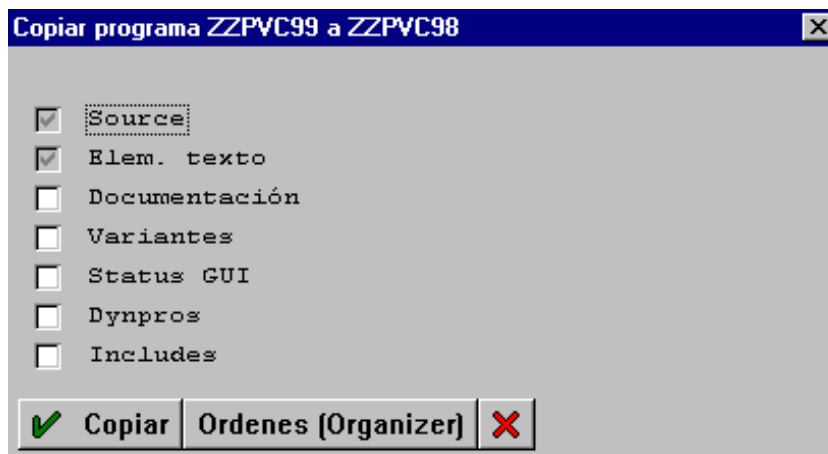 Copiar programa ZZPVC99 a ZZPVC98
Source
Elem. texto
Documentación
Variantes
Status GUI
Dynpros
Includes
Copiar Ordenes (Organizer)